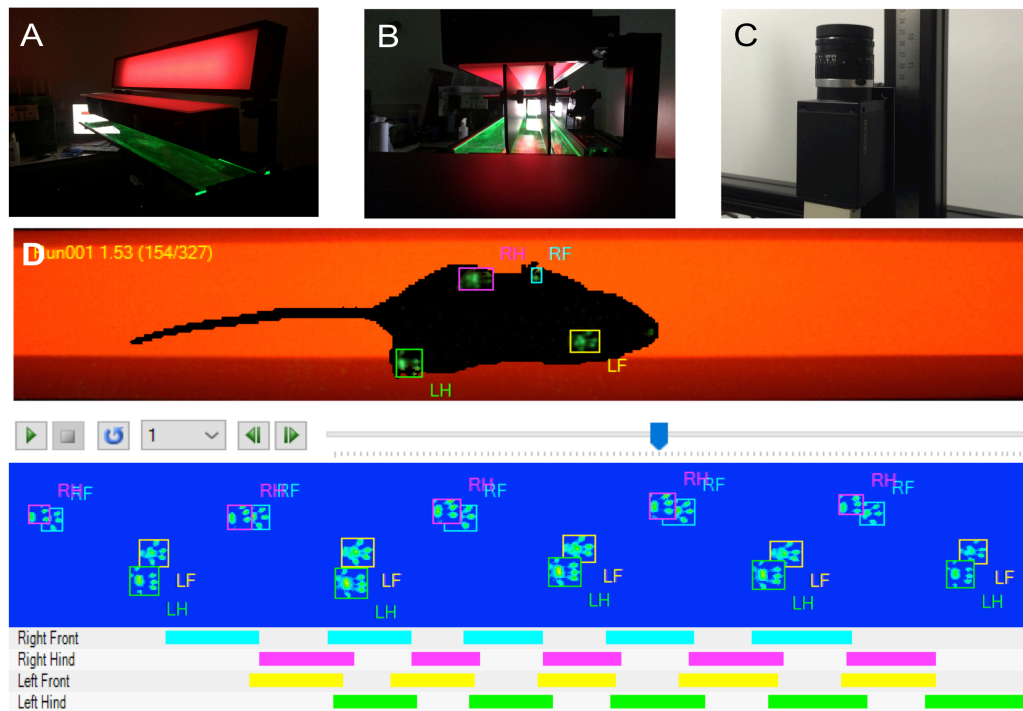 A
B
C
D
Run001 1.53 (154/327)
RH RF
LF
LH
1
RH RF RH RF RH RF RH RF RH RF
LF LF LF LF LF
LH LH LH LH LH
Right Front
Right Hind
Left Front
Left Hind